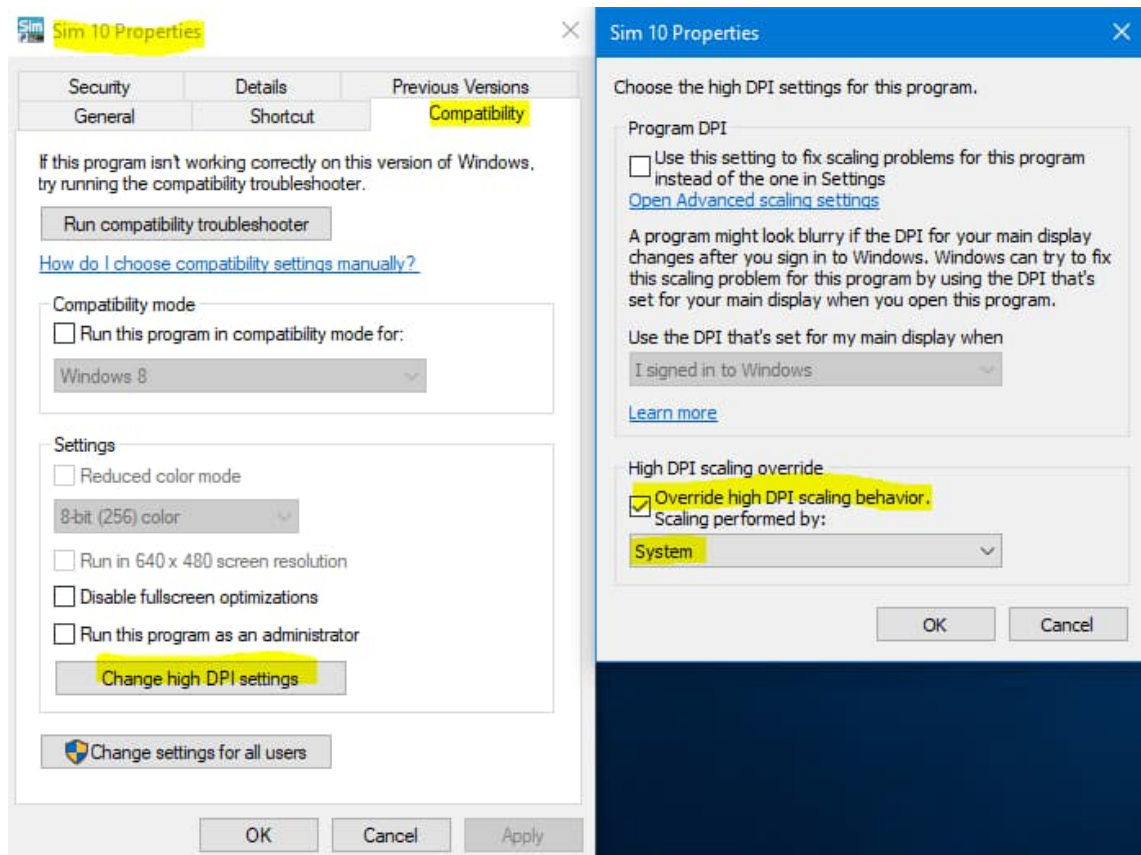 Sim
Sim 10 Properties
Security Details Previous Versions
General Shortcut Compatibility
If this program isn't working correctly on this version of Windows,
try running the compatibility troubleshooter.
Run compatibility troubleshooter
How do I choose compatibility settings manually?
Compatibility mode
Run this program in compatibility mode for:
Windows 8
Settings
Reduced color mode
8-bit (256) color
Run in 640 x 480 screen resolution
Disable fullscreen optimizations
Run this program as an administrator
Change high DPI settings
Change settings for all users
OK Cancel Apply
Sim 10 Properties
Choose the high DPI settings for this program.
Program DPI
Use this setting to fix scaling problems for this program
instead of the one in Settings
Open Advanced scaling settings
A program might look blurry if the DPI for your main display
changes after you sign in to Windows. Windows can try to fix
this scaling problem for this program by using the DPI that's
set for your main display when you open this program.
Use the DPI that's set for my main display when
I signed in to Windows
Learn more
High DPI scaling override
Override high DPI scaling behavior.
Scaling performed by:
System
OK Cancel